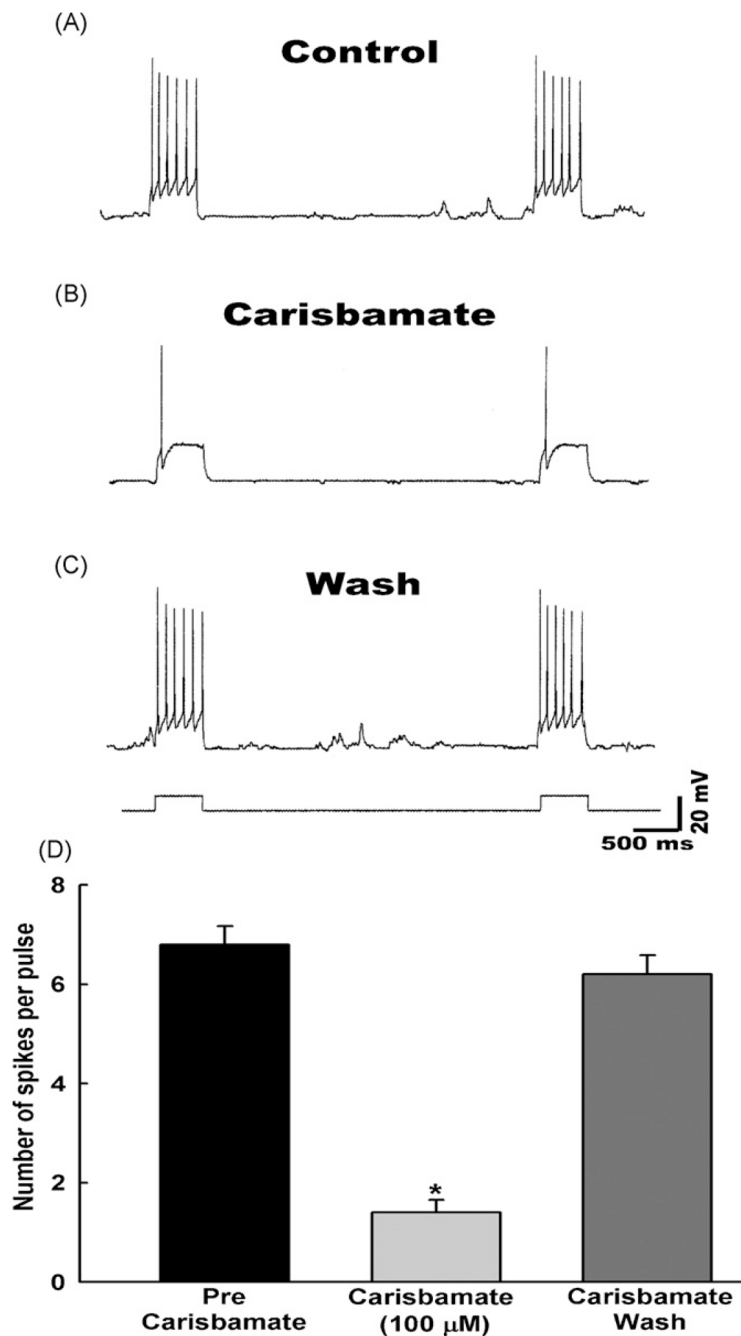 (A)
Control
(B)
Carisbamate
(C)
Wash
20 mV
500 ms
(D)
Number of spikes per pulse
8
6
4
2
0
*
Pre
Carisbamate
Carisbamate
(100 µM)
Carisbamate
Wash